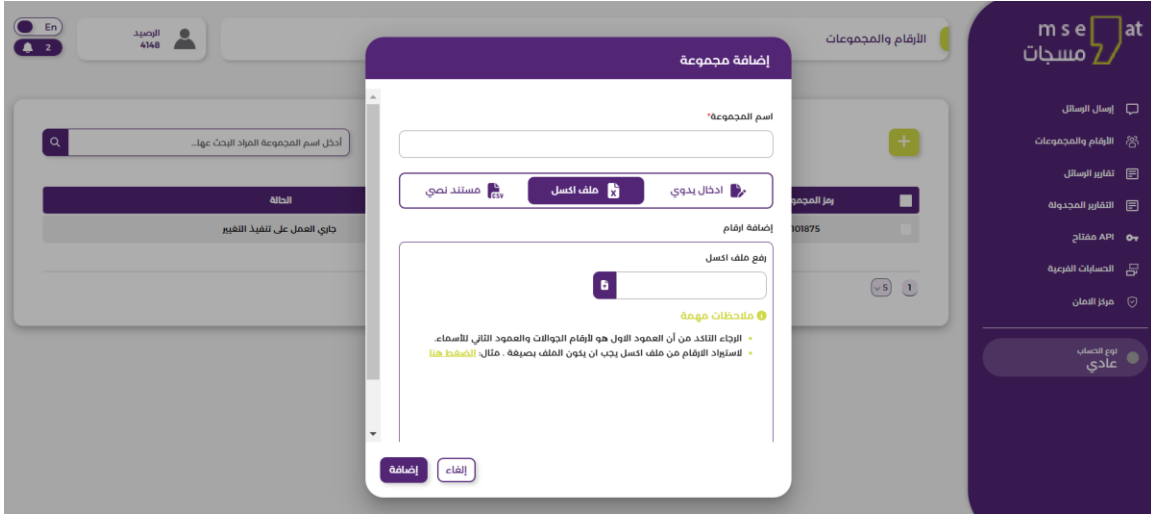 mse at
مسجات
إرسال الرسائل
الأرقام والمجموعات
تقارير الرسائل
التقارير المجدولة
مفتاح API
الحسابات الفرعية
مركز الامان
نوع الحساب
عادي
الأرقام والمجموعات
الرصيد
4148
En
2
أدخل اسم المجموعة المراد البحث عنها...
رمز المجمو
الحالة
101875
جاري العمل على تنفيذ التغيير
1
5
إضافة مجموعة
اسم المجموعة*
ادخال يدوي
ملف اكسل
مستند نصي
CSV
إضافة ارقام
رفع ملف اكسل
ملاحظات مهمة
الرجاء التاكد من أن العمود الاول هو لأرقام الجوالات والعمود الثاني للأسماء.
لاستيراد الارقام من ملف اكسل يجب ان يكون الملف بصيغة . مثال: الضغط هنا
إلغاء
إضافة